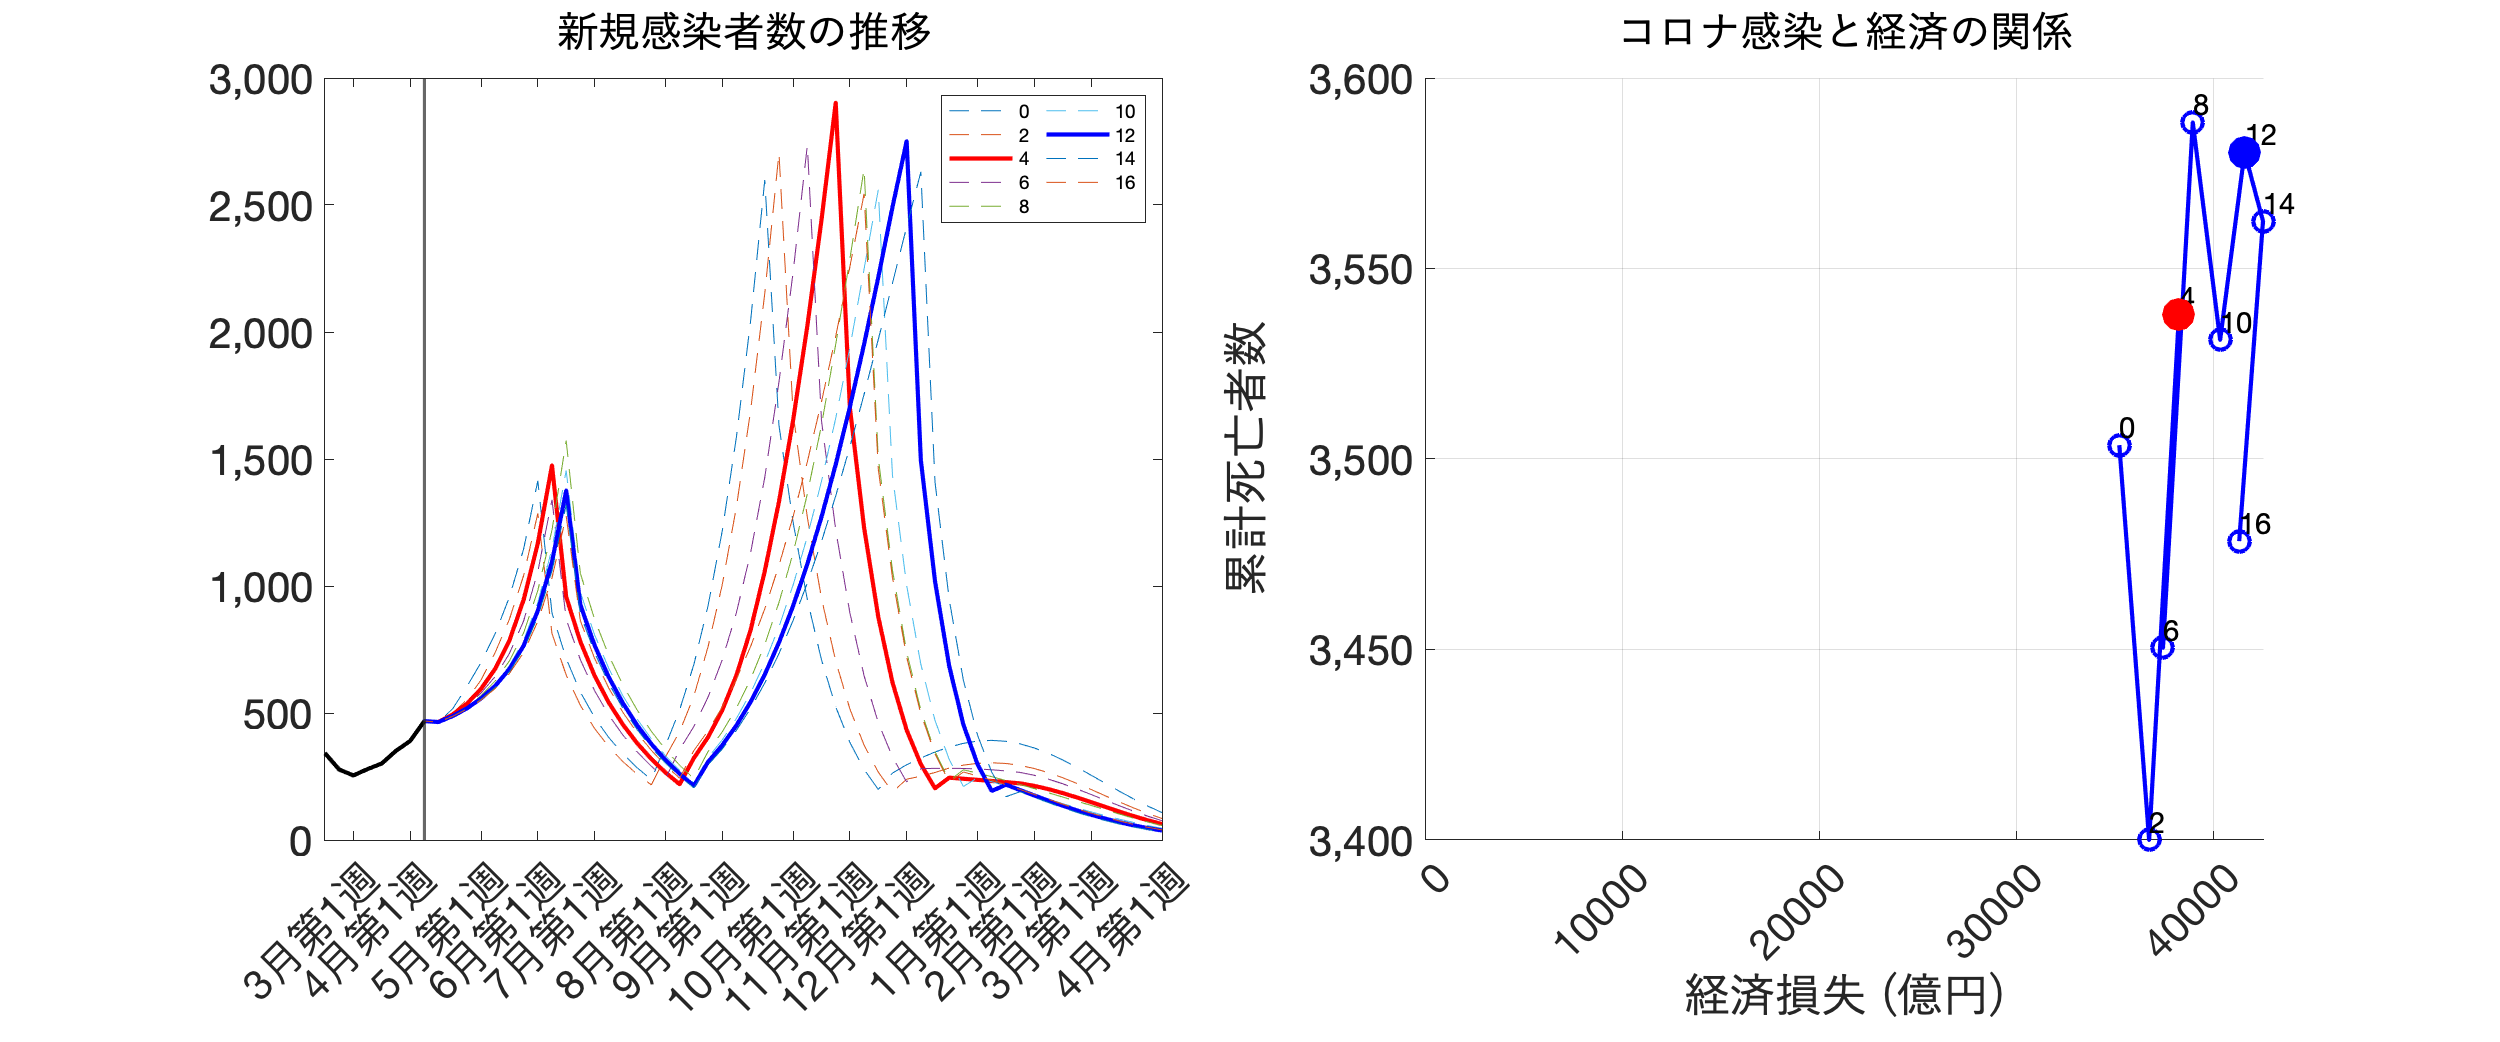 新規感染者数の推移
3,000
2,500
2,000
1,500
1,000
500
0
3月第1週
4月第1週
5月第1週
6月第1週
7月第1週
8月第1週
9月第1週
10月第1週
11月第1週
12月第1週
1月第1週
2月第1週
3月第1週
4月第1週
0
2
4
6
8
10
12
14
16
コロナ感染と経済の関係
累計死亡者数
3,600
3,550
3,500
3,450
3,400
8
12
14
4
10
0
16
6
2
0
10000
20000
30000
40000
経済損失 (億円)